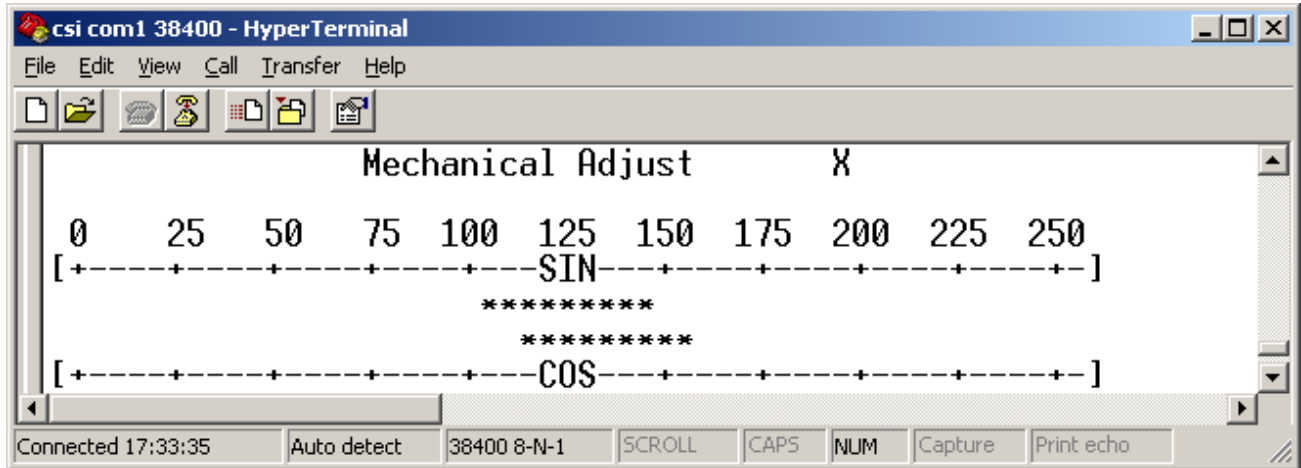 csi com1 38400 - HyperTerminal
File Edit View Call Transfer Help
Mechanical Adjust X
0 25 50 75 100 125 150 175 200 225 250
[+----+----+----+----+---SIN---+----+----+----+----+-]
*********
*********
[+----+----+----+----+---COS---+----+----+----+----+-]
Connected 17:33:35 Auto detect 38400 8-N-1 SCROLL CAPS NUM Capture Print echo